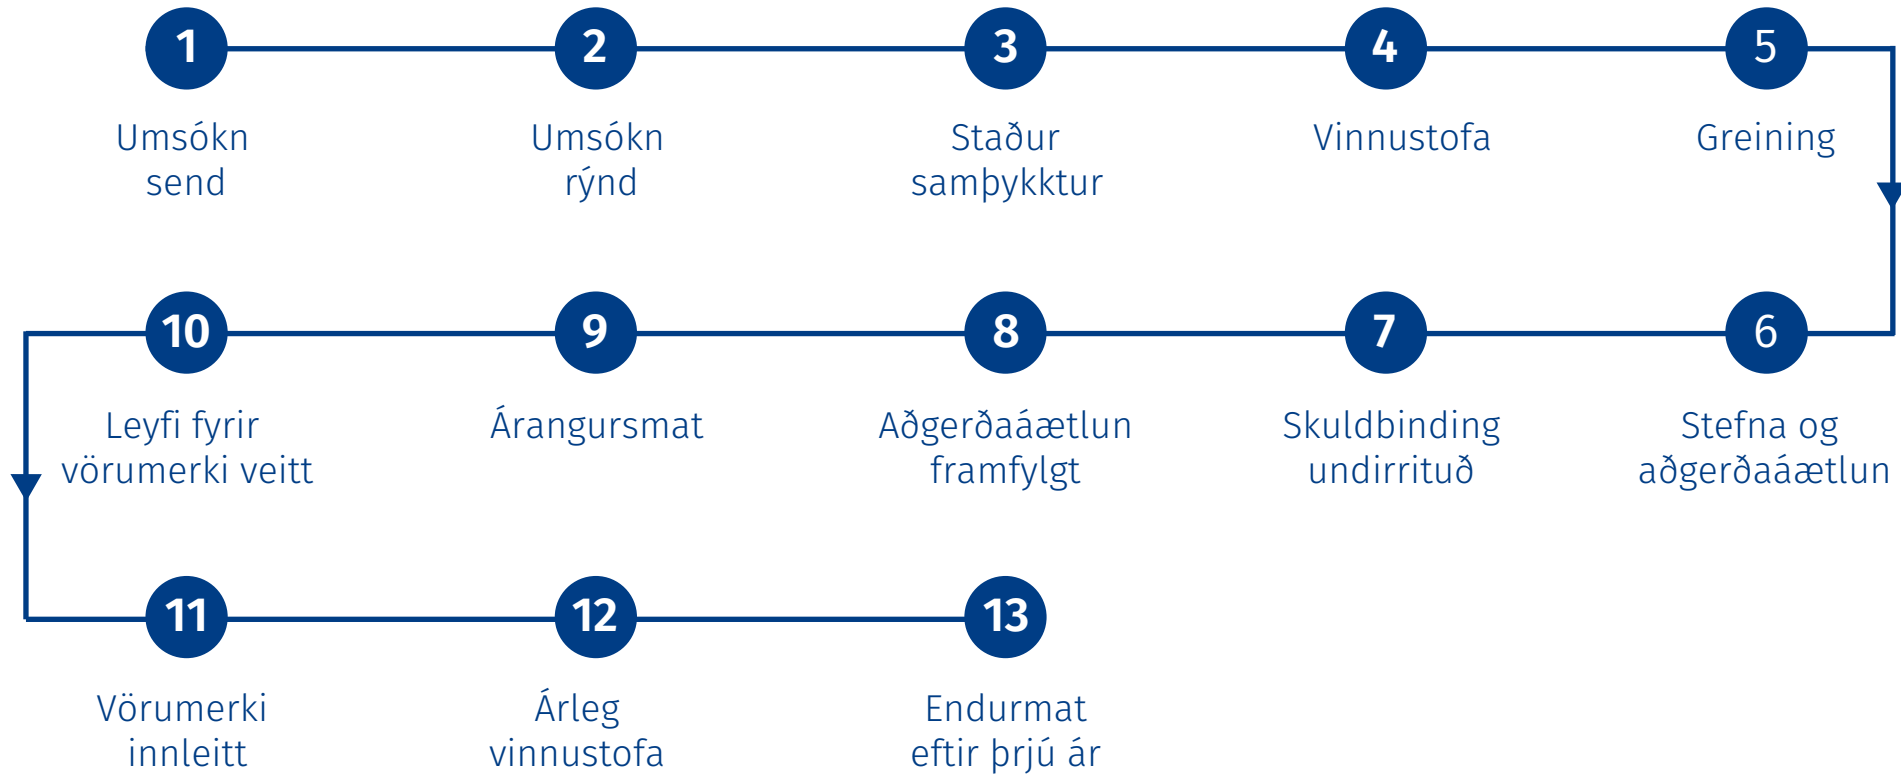 1
Umsókn
send
2
Umsókn
rýnd
3
Staður
samþykktur
4
Vinnustofa
5
Greining
6
Stefna og
aðgerðaáætlun
7
Skuldbinding
undirrituð
8
Aðgerðaáætlun
framfylgt
9
Árangursmat
10
Leyfi fyrir
vörumerki veitt
11
Vörumerki
innleitt
12
Árleg
vinnustofa
13
Endurmat
eftir þrjú ár